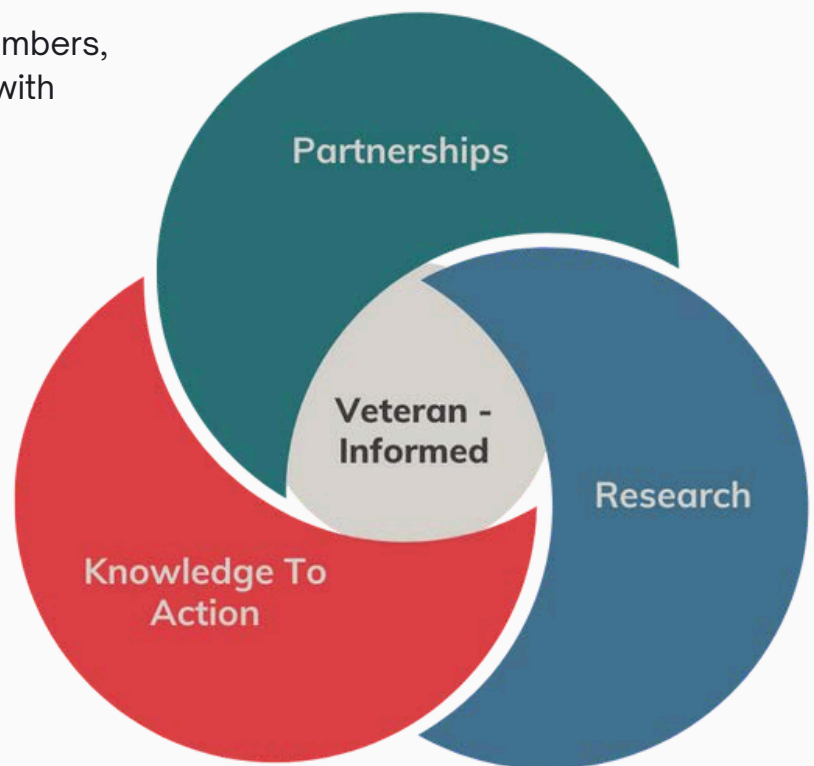 mbers,
with
Partnerships
Veteran -
Informed
Research
Knowledge To
Action